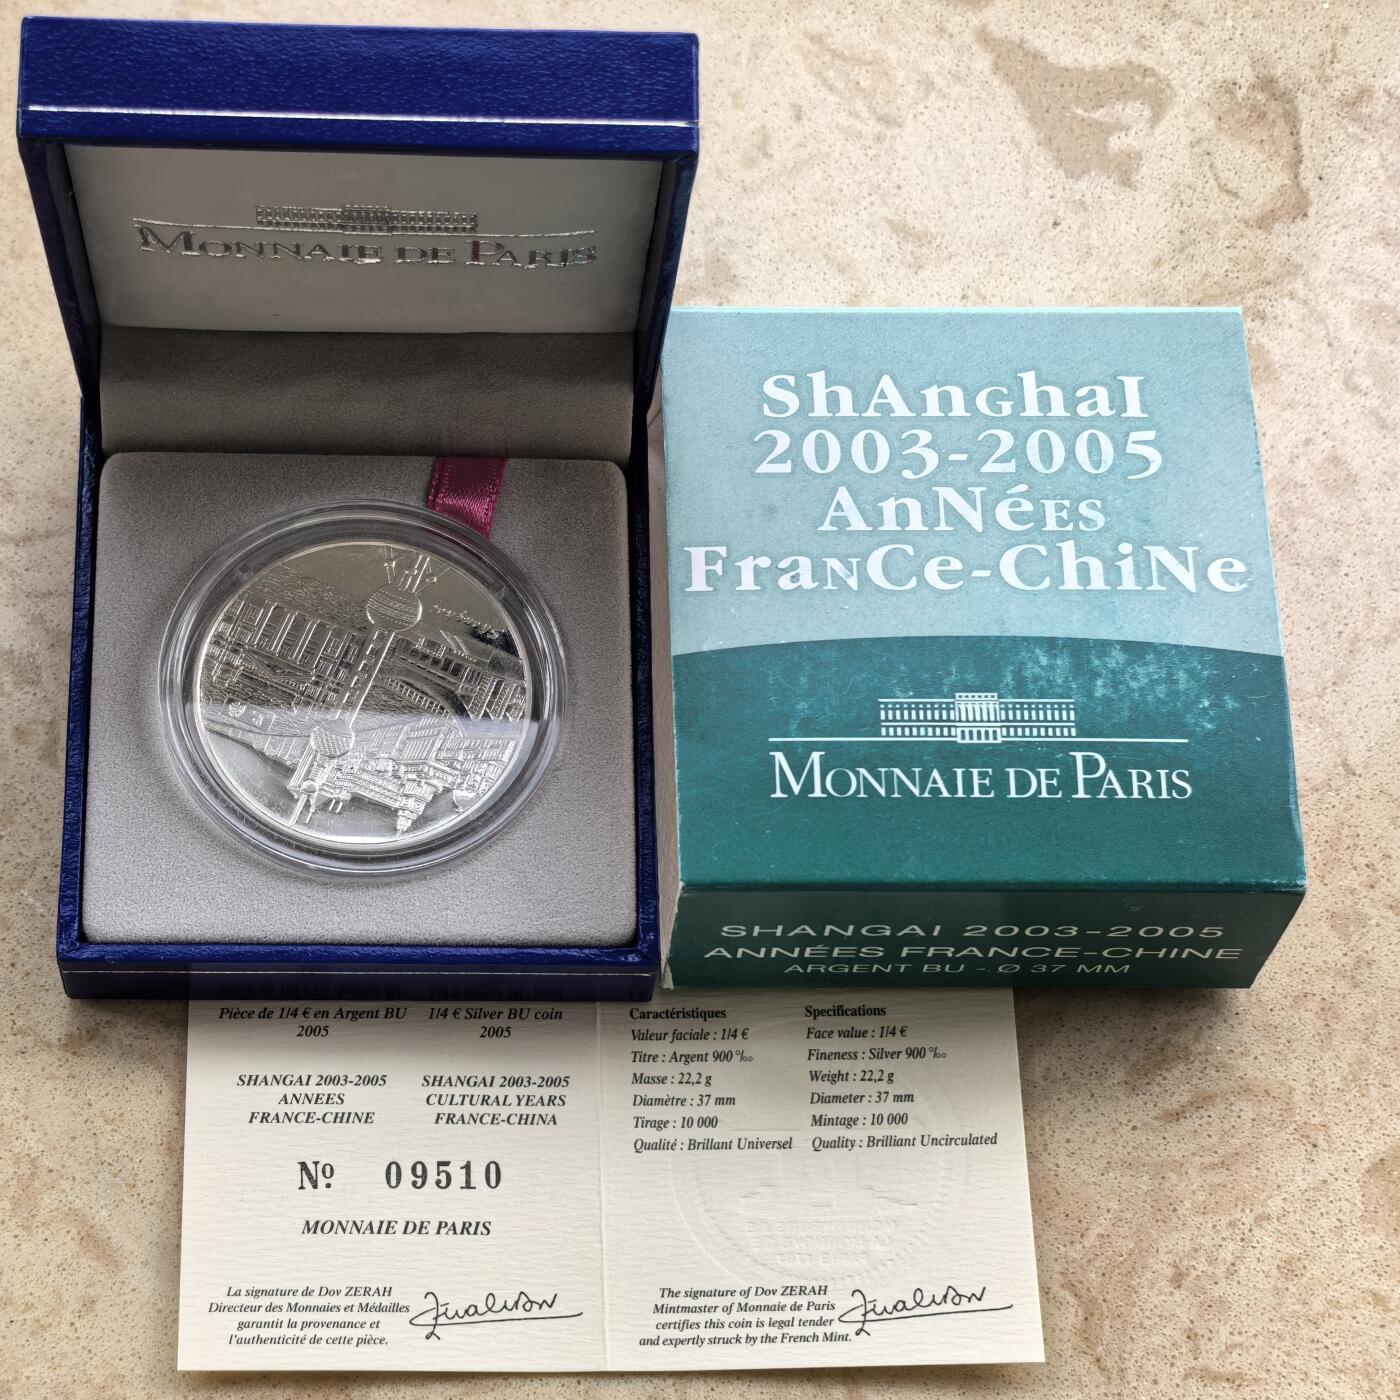 MONNAIE DE PARIS
ShAnGhaI
2003-2005
AnNéES
FraNCe-ChiNe
MONNAIE DE PARIS
SHANGAI 2003-2005
ANNÉES FRANCE-CHINE
ARGENT BU - Ø 37 MM
Pièce de 1/4 € en Argent BU
2005
1/4 € Silver BU coin
2005
SHANGAI 2003-2005
ANNEES
FRANCE-CHINE
SHANGAI 2003-2005
CULTURAL YEARS
FRANCE-CHINA
Nº 09510
MONNAIE DE PARIS
La signature de Dov ZERAH
Directeur des Monnaies et Médailles
garantit la provenance et
l'authenticité de cette pièce.
Caractéristiques
Valeur faciale : 1/4 €
Titre : Argent 900 ‰
Masse : 22,2 g
Diamètre : 37 mm
Tirage : 10 000
Qualité : Brillant Universel
Specifications
Face value : 1/4 €
Fineness : Silver 900 ‰
Weight : 22,2 g
Diameter : 37 mm
Mintage : 10 000
Quality : Brilliant Uncirculated
The signature of Dov ZERAH
Mintmaster of Monnaie de Paris
certifies this coin is legal tender
and expertly struck by the French Mint.